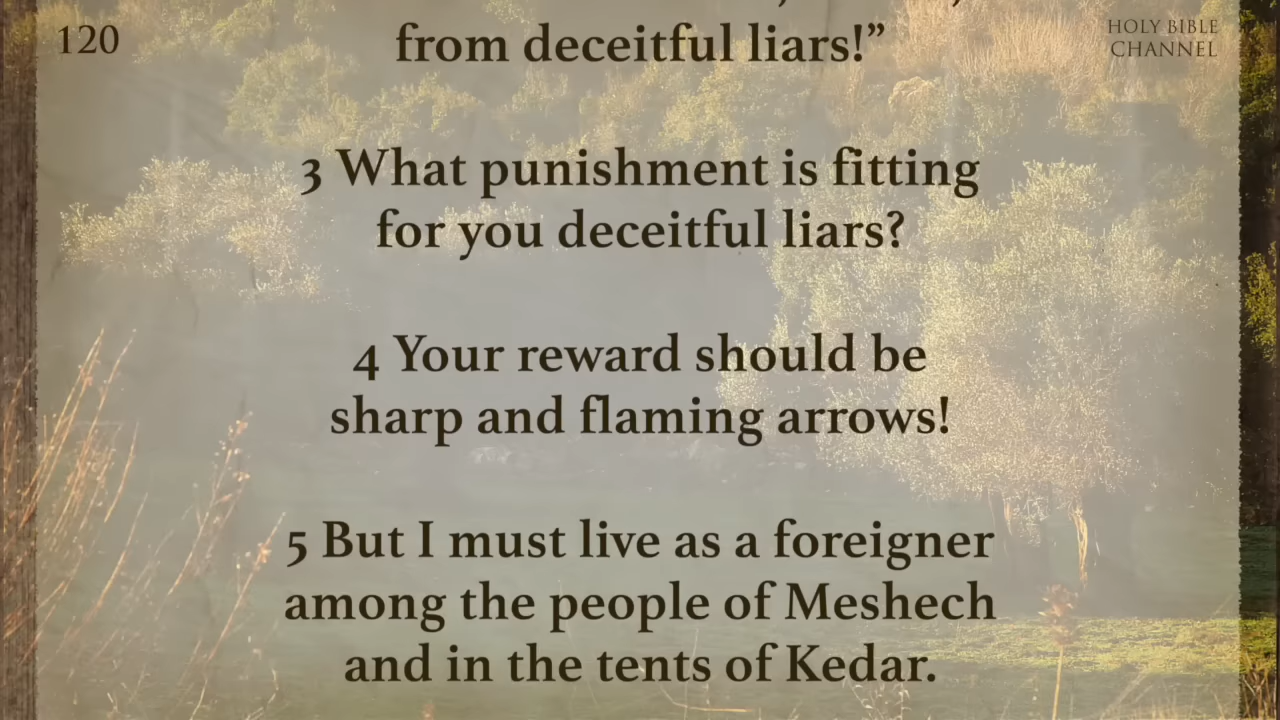 120
HOLY BIBLE
CHANNEL
from deceitful liars!”
3 What punishment is fitting
for you deceitful liars?
4 Your reward should be
sharp and flaming arrows!
5 But I must live as a foreigner
among the people of Meshech
and in the tents of Kedar.